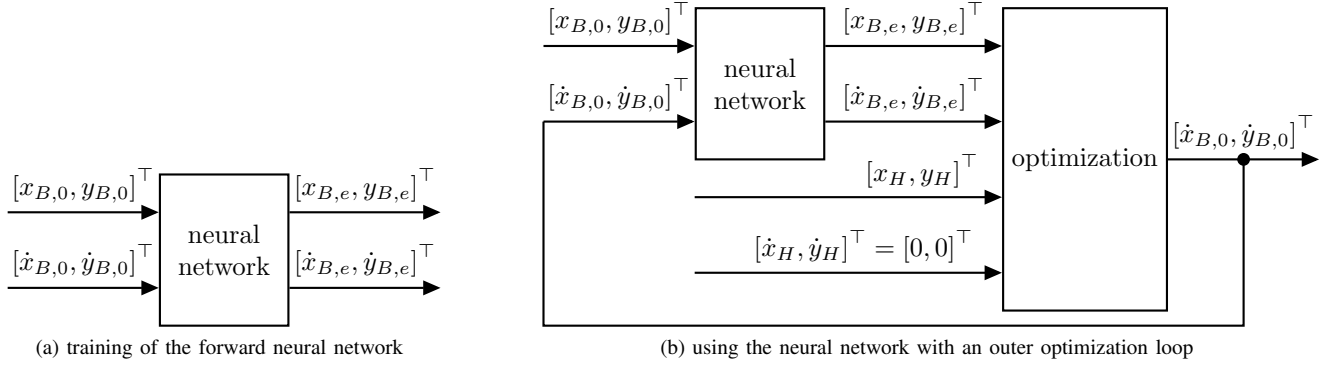 [x_{B,0}, y_{B,0}]^⊤
[x_{B,e}, y_{B,e}]^⊤
[ẋ_{B,0}, ẏ_{B,0}]^⊤
[ẋ_{B,e}, ẏ_{B,e}]^⊤
neural
network
(a) training of the forward neural network
[x_{B,0}, y_{B,0}]^⊤
[x_{B,e}, y_{B,e}]^⊤
neural
network
[ẋ_{B,0}, ẏ_{B,0}]^⊤
[ẋ_{B,e}, ẏ_{B,e}]^⊤
[x_H, y_H]^⊤
[ẋ_H, ẏ_H]^⊤ = [0, 0]^⊤
optimization
[ẋ_{B,0}, ẏ_{B,0}]^⊤
(b) using the neural network with an outer optimization loop